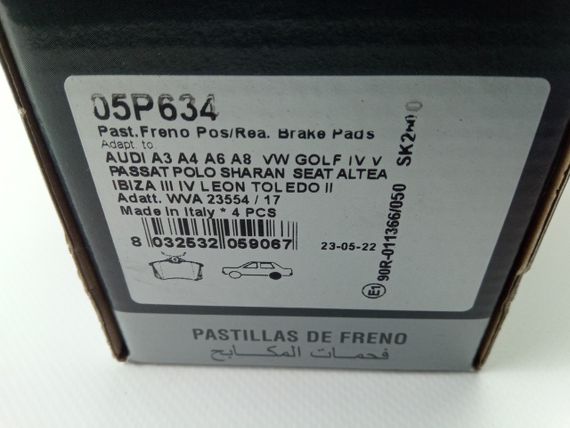 05P634
Past.Freno Pos/Rea. Brake Pads
Adapt. to
AUDI A3 A4 A6 A8 VW GOLF IV V
PASSAT POLO SHARAN SEAT ALTEA
IBIZA III IV LEON TOLEDO II
Adatt. WVA 23554 / 17
Made in Italy * 4 PCS
8 032532 059067
23-05-22
E1 90R-011366/050
PASTILLAS DE FRENO
فحمات المكابح